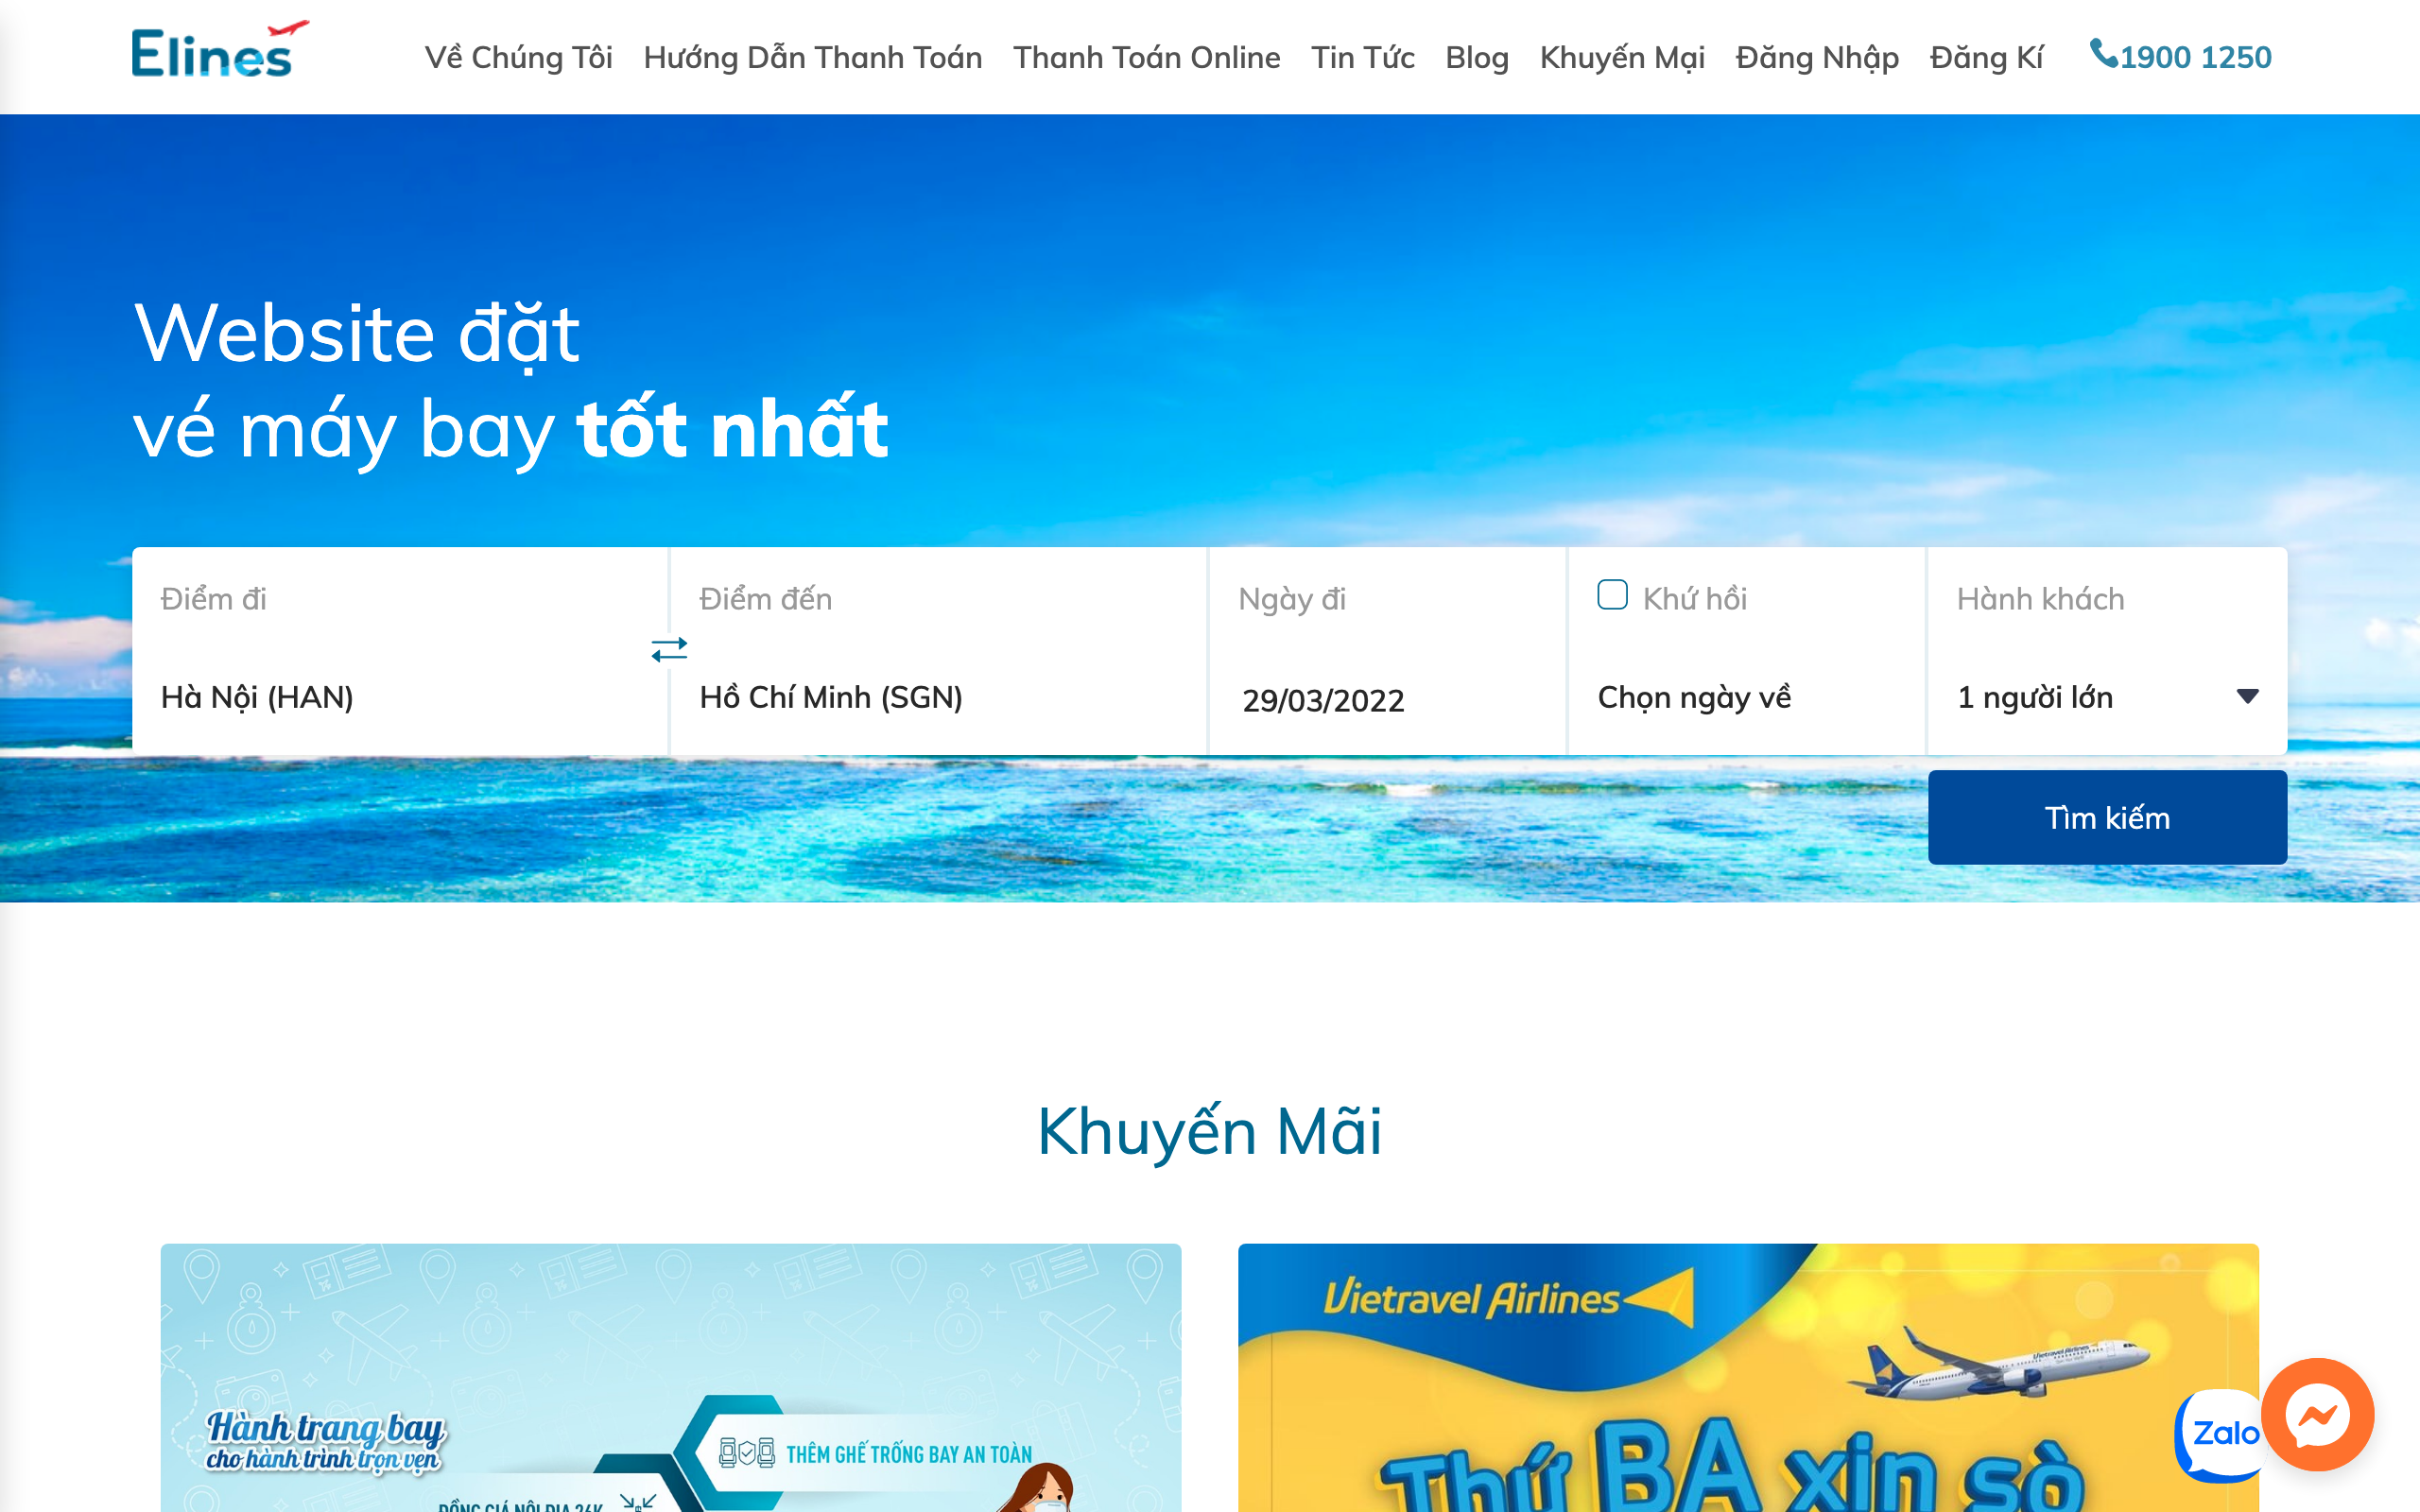 Elines
Về Chúng Tôi Hướng Dẫn Thanh Toán Thanh Toán Online Tin Tức Blog Khuyến Mại Đăng Nhập Đăng Kí 1900 1250
Website đặt
vé máy bay tốt nhất
Điểm đi
Hà Nội (HAN)
Điểm đến
Hồ Chí Minh (SGN)
Ngày đi
29/03/2022
Khứ hồi
Chọn ngày về
Hành khách
1 người lớn
Tìm kiếm
Khuyến Mãi
Hành trang bay
cho hành trình trọn vẹn
THÊM GHẾ TRỐNG BAY AN TOÀN
ĐỒNG GIÁ NỘI ĐỊA 36K
Vietravel Airlines
Vietravel Airlines
Thứ BA xin sò
Zalo